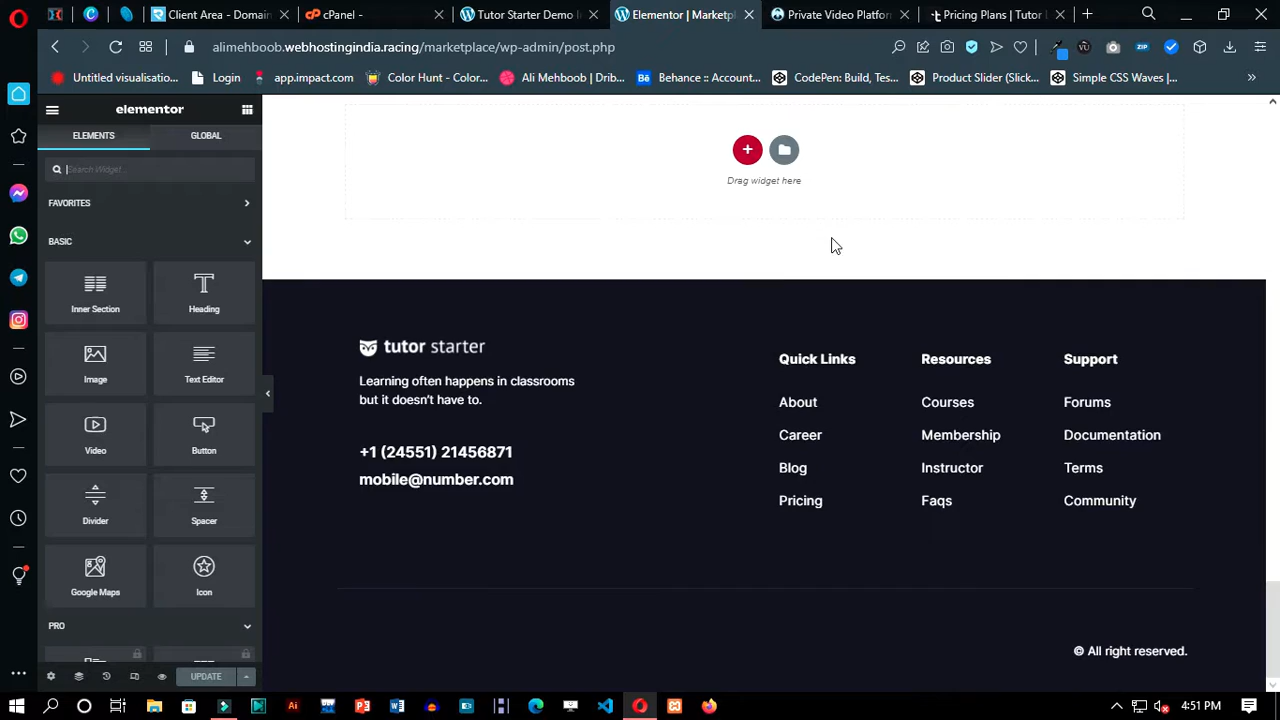 Client Area - Domain
cPanel -
Tutor Starter Demo I
Elementor | Marketpl
Private Video Platform
Pricing Plans | Tutor
alimehboob.webhostingindia.racing/marketplace/wp-admin/post.php
Untitled visualisatio...
Login
app.impact.com
Color Hunt - Color...
Ali Mehboob | Drib...
Behance :: Account...
CodePen: Build, Tes...
Product Slider (Slick...
Simple CSS Waves |...
elementor
ELEMENTS
GLOBAL
Search Widget...
FAVORITES
BASIC
Inner Section
Heading
Image
Text Editor
Video
Button
Divider
Spacer
Google Maps
Icon
PRO
UPDATE
Drag widget here
tutor starter
Learning often happens in classrooms
but it doesn't have to.
+1 (24551) 21456871
mobile@number.com
Quick Links
About
Career
Blog
Pricing
Resources
Courses
Membership
Instructor
Faqs
Support
Forums
Documentation
Terms
Community
© All right reserved.
4:51 PM